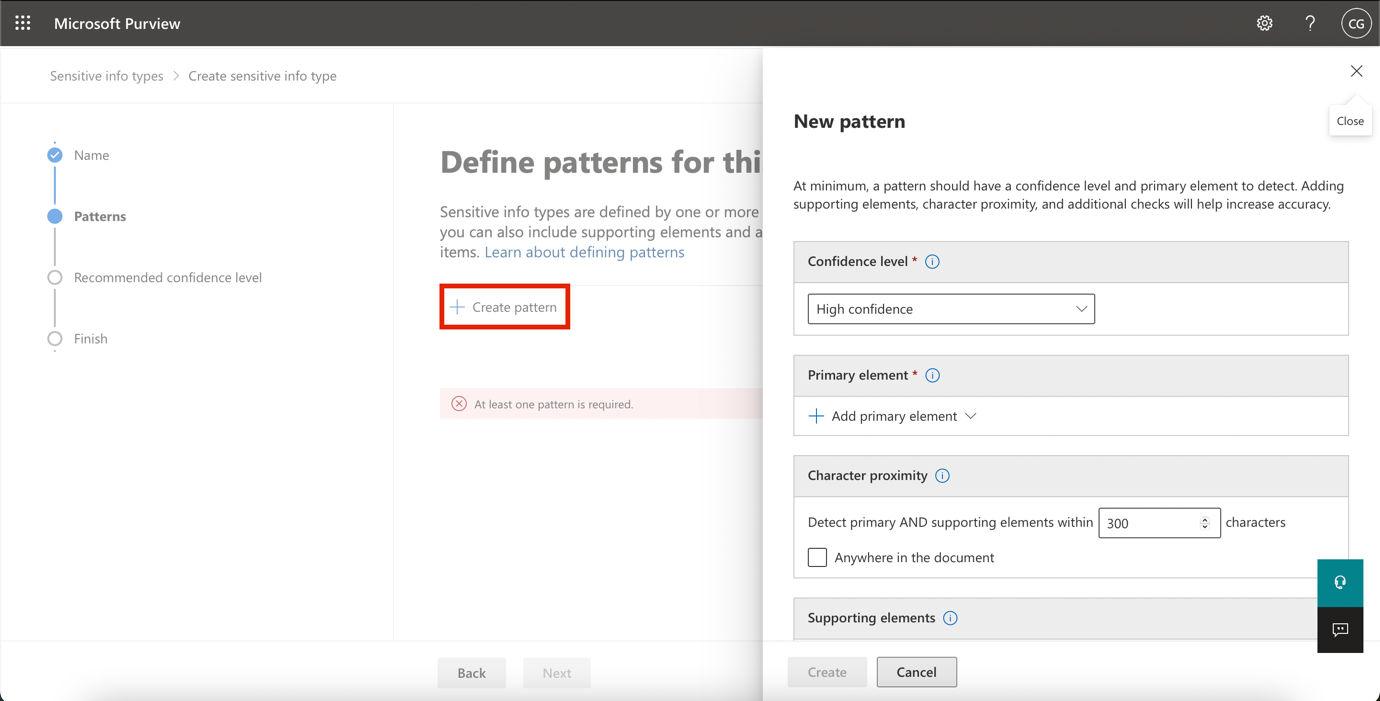 Microsoft Purview
?
CG
Sensitive info types > Create sensitive info type
Name
Patterns
Recommended confidence level
Finish
Define patterns for thi
Sensitive info types are defined by one or more
you can also include supporting elements and a
items. Learn about defining patterns
+ Create pattern
At least one pattern is required.
Back
Next
Close
New pattern
At minimum, a pattern should have a confidence level and primary element to detect. Adding
supporting elements, character proximity, and additional checks will help increase accuracy.
Confidence level *
High confidence
Primary element *
+ Add primary element
Character proximity
Detect primary AND supporting elements within 300 characters
Anywhere in the document
Supporting elements
Create
Cancel